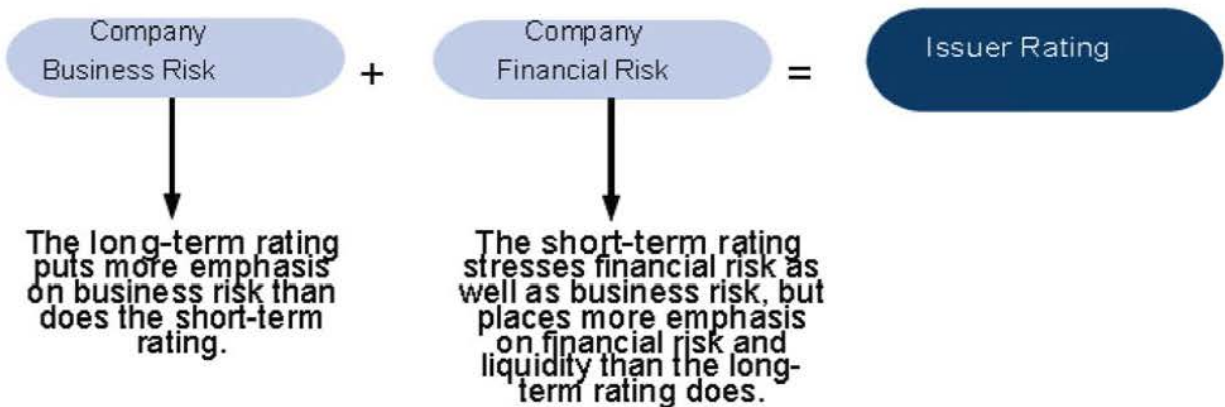 Company
Business Risk
+
Company
Financial Risk
=
Issuer Rating
The long-term rating
puts more emphasis
on business risk than
does the short-term
rating.
The short-term rating
stresses financial risk as
well as business risk, but
places more emphasis
on financial risk and
liquidity than the long-
term rating does.